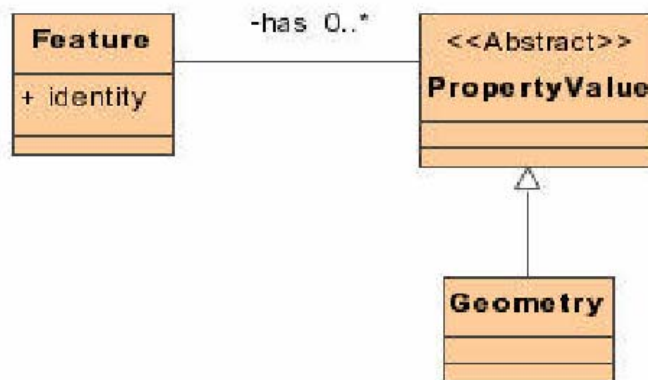 Feature
+ identity
-has 0..*
<<Abstract>>
PropertyValue
Geometry